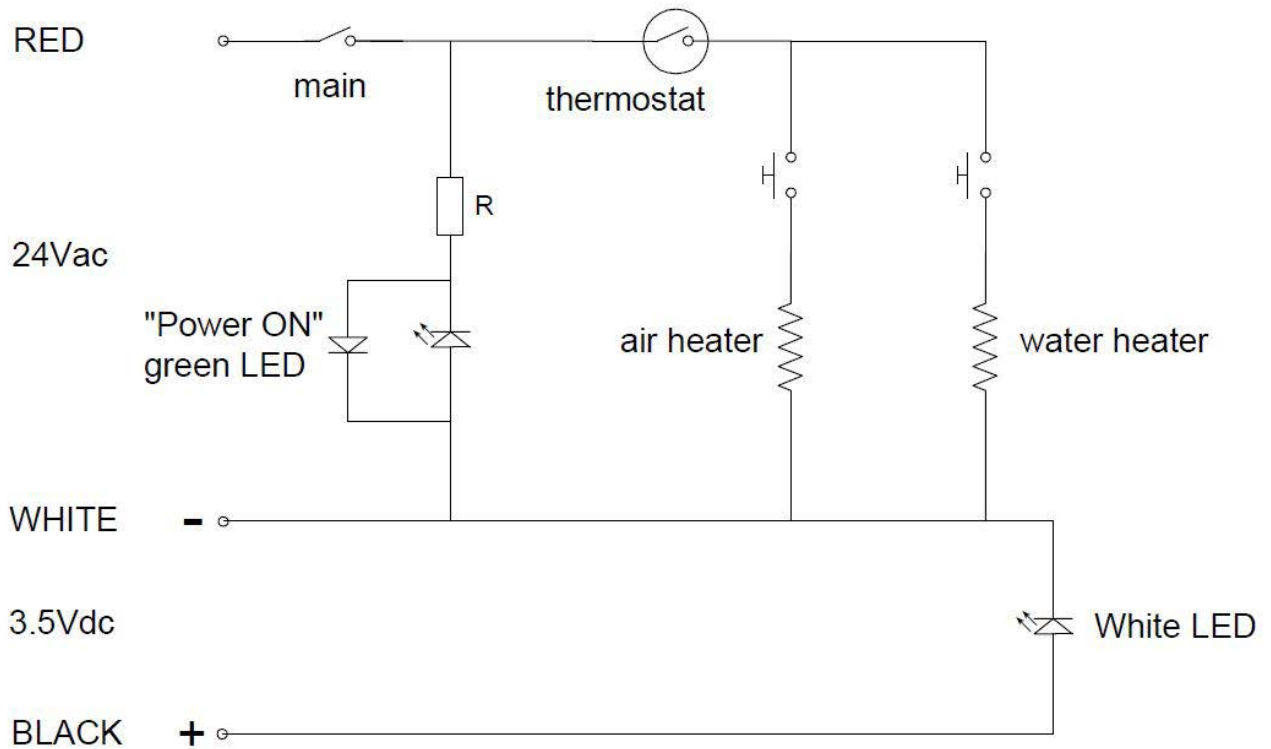 RED
main
thermostat
R
24Vac
"Power ON"
green LED
air heater
water heater
WHITE -
3.5Vdc
White LED
BLACK +